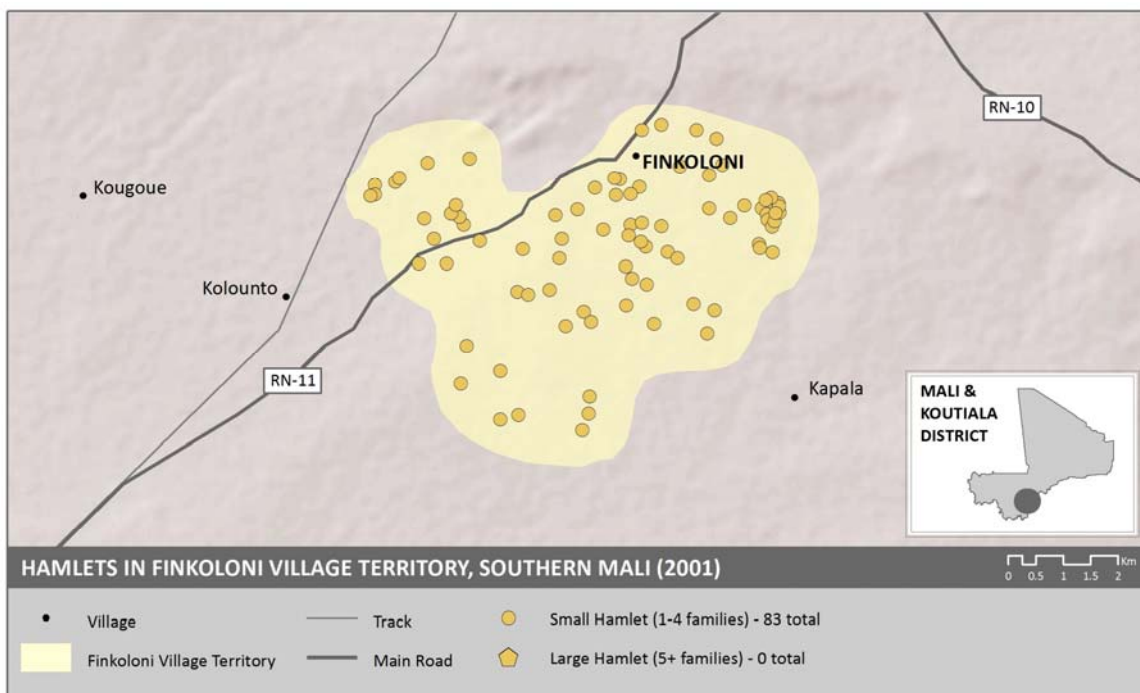 RN-10
FINKOLONI
Kougoue
Kolounto
RN-11
Kapala
MALI &
KOUTIALA
DISTRICT
HAMLETS IN FINKOLONI VILLAGE TERRITORY, SOUTHERN MALI (2001)
Km
0 0.5 1 1.5 2
Village
Track
Small Hamlet (1-4 families) - 83 total
Finkoloni Village Territory
Main Road
Large Hamlet (5+ families) - 0 total